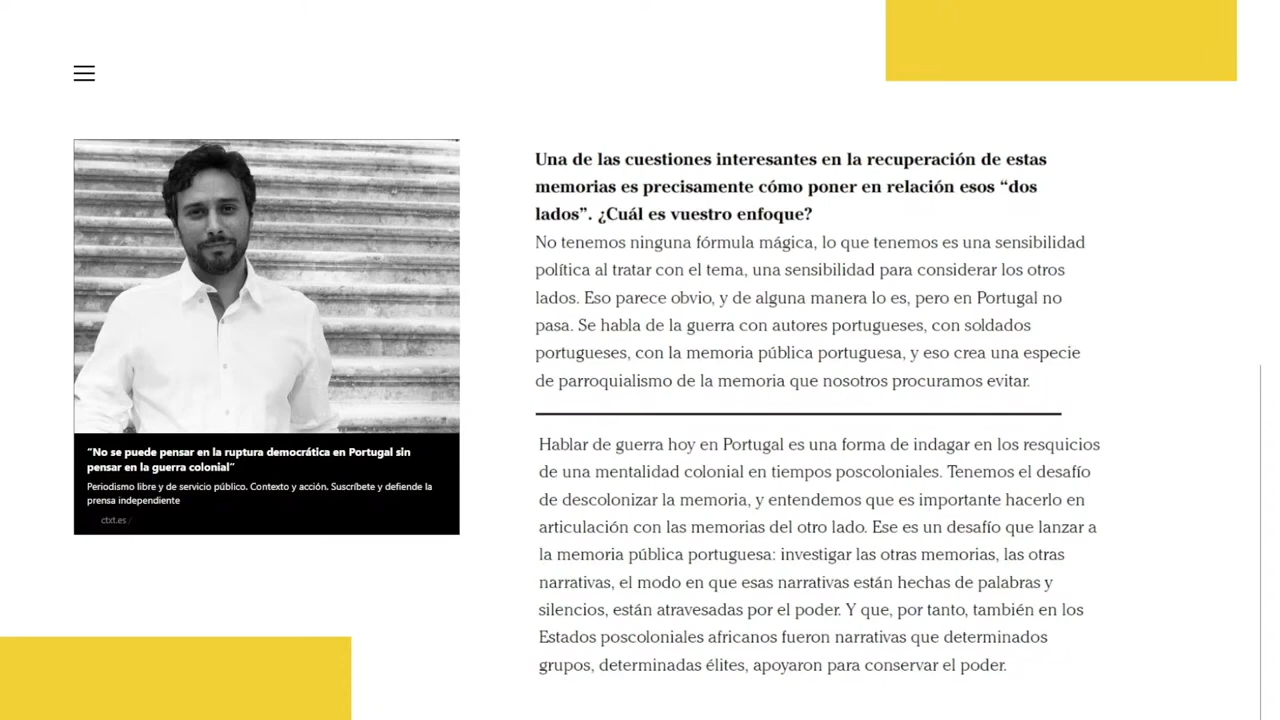 “No se puede pensar en la ruptura democrática en Portugal sin
pensar en la guerra colonial”
Periodismo libre y de servicio público. Contexto y acción. Suscríbete y defiende la
prensa independiente
ctxt.es /
Una de las cuestiones interesantes en la recuperación de estas
memorias es precisamente cómo poner en relación esos “dos
lados”. ¿Cuál es vuestro enfoque?
No tenemos ninguna fórmula mágica, lo que tenemos es una sensibilidad
política al tratar con el tema, una sensibilidad para considerar los otros
lados. Eso parece obvio, y de alguna manera lo es, pero en Portugal no
pasa. Se habla de la guerra con autores portugueses, con soldados
portugueses, con la memoria pública portuguesa, y eso crea una especie
de parroquialismo de la memoria que nosotros procuramos evitar.
Hablar de guerra hoy en Portugal es una forma de indagar en los resquicios
de una mentalidad colonial en tiempos poscoloniales. Tenemos el desafío
de descolonizar la memoria, y entendemos que es importante hacerlo en
articulación con las memorias del otro lado. Ese es un desafío que lanzar a
la memoria pública portuguesa: investigar las otras memorias, las otras
narrativas, el modo en que esas narrativas están hechas de palabras y
silencios, están atravesadas por el poder. Y que, por tanto, también en los
Estados poscoloniales africanos fueron narrativas que determinados
grupos, determinadas élites, apoyaron para conservar el poder.